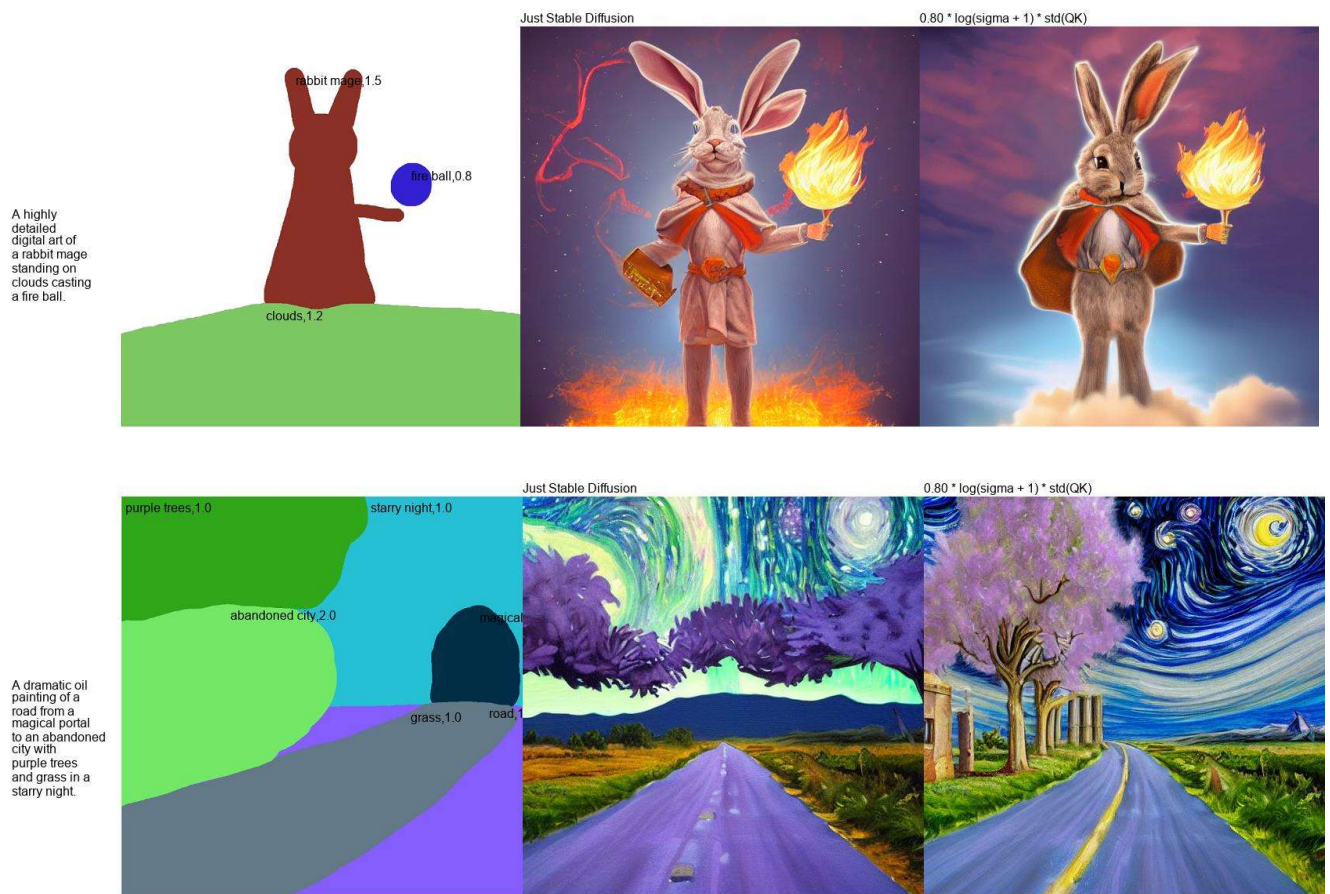 Just Stable Diffusion
0.80 * log(sigma + 1) * std(QK)
rabbit mage,1.5
fire ball,0.8
clouds,1.2
A highly
detailed
digital art of
a rabbit mage
standing on
clouds casting
a fire ball.
Just Stable Diffusion
0.80 * log(sigma + 1) * std(QK)
purple trees,1.0
starry night,1.0
abandoned city,2.0
magical
grass,1.0
road,1
A dramatic oil
painting of a
road from a
magical portal
to an abandoned
city with
purple trees
and grass in a
starry night.